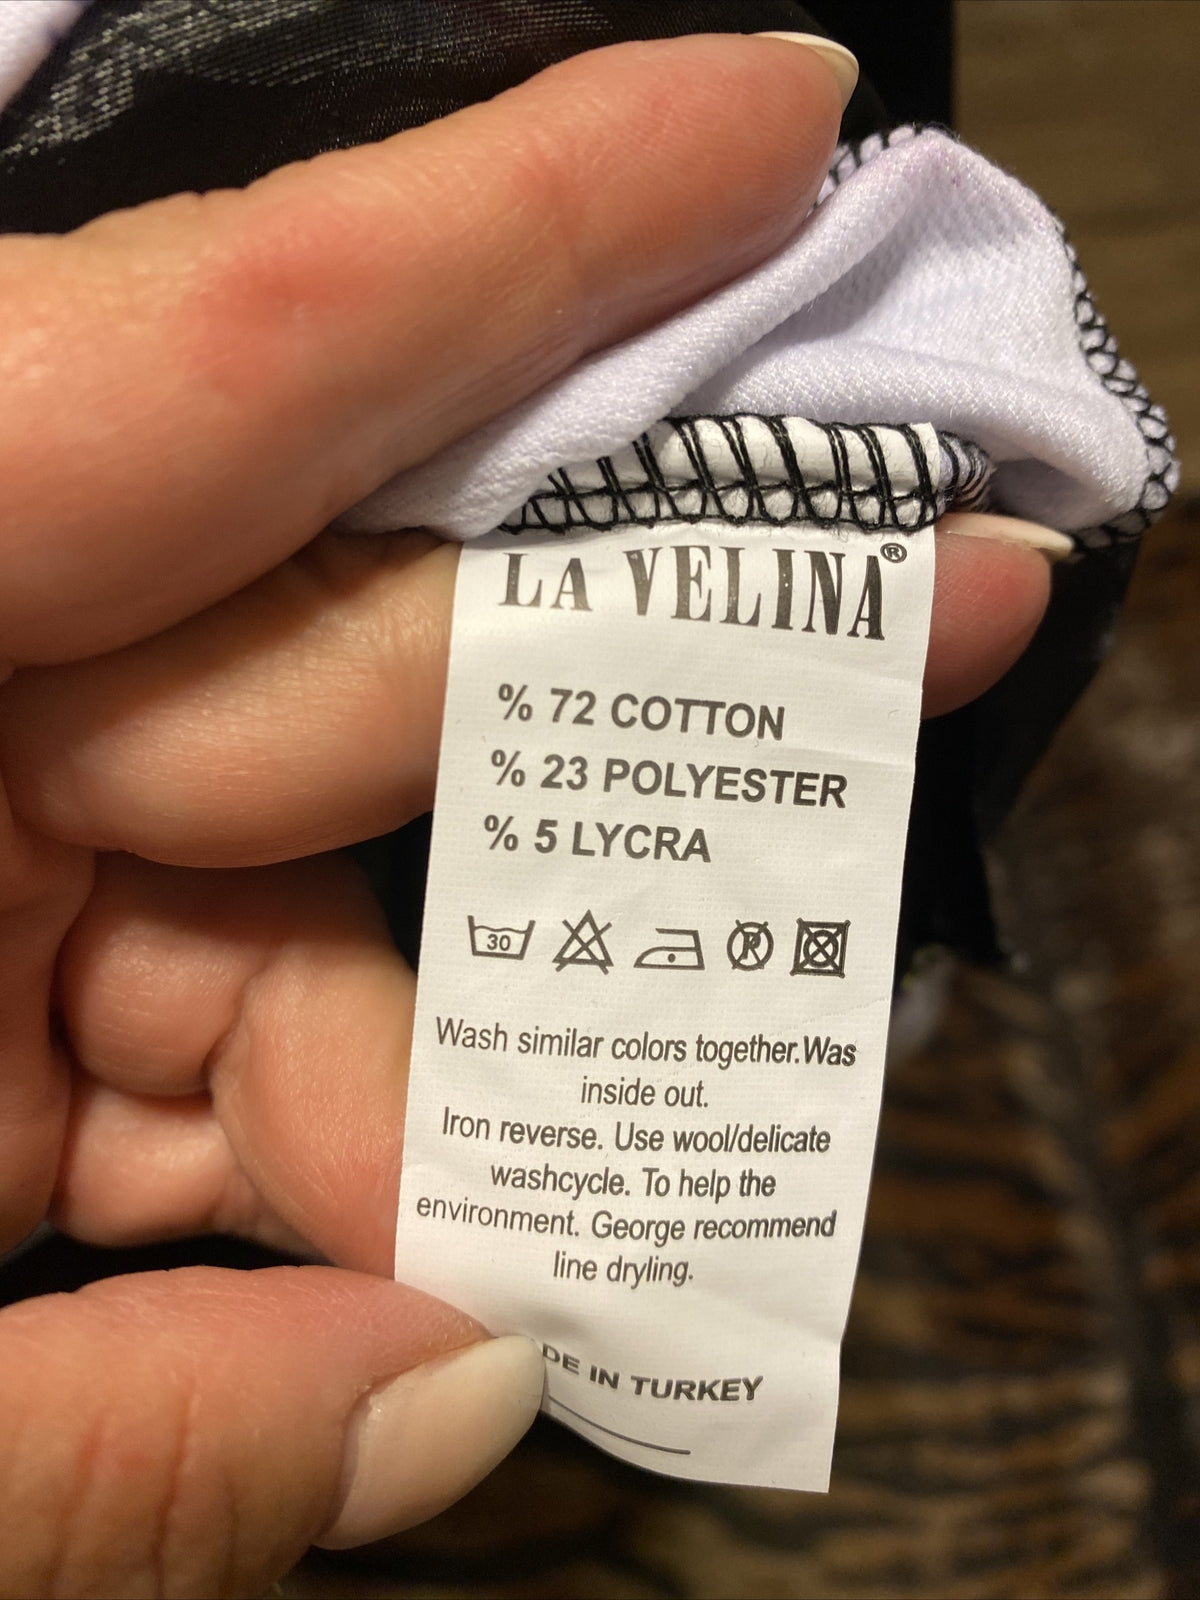 LA VELINA®
% 72 COTTON
% 23 POLYESTER
% 5 LYCRA
30 R
Wash similar colors together.Was
inside out.
Iron reverse. Use wool/delicate
washcycle. To help the
environment. George recommend
line dryling.
DE IN TURKEY